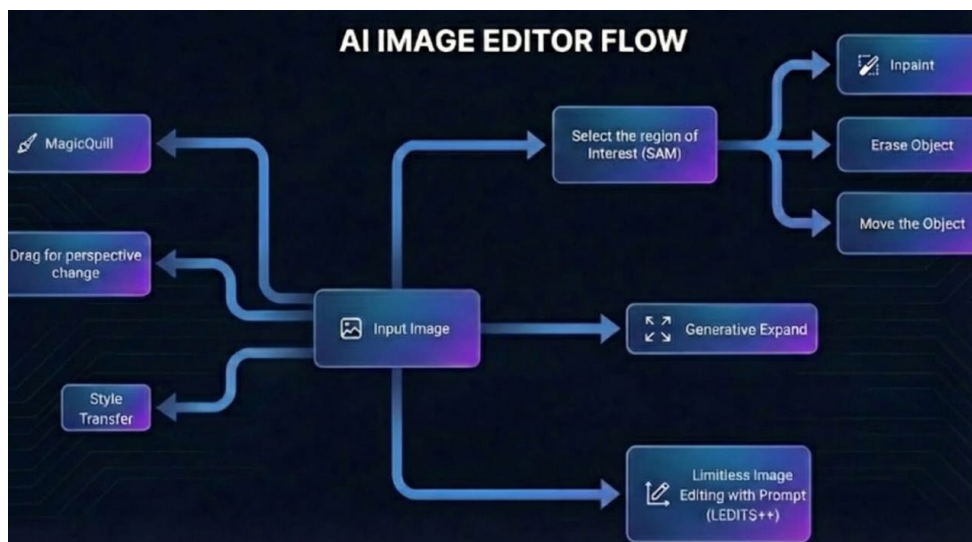 AI IMAGE EDITOR FLOW
Inpaint
MagicQuill
Select the region of
Interest (SAM)
Erase Object
Move the Object
Drag for perspective
change
Input Image
Generative Expand
Style
Transfer
Limitless Image
Editing with Prompt
(LEDITS++)